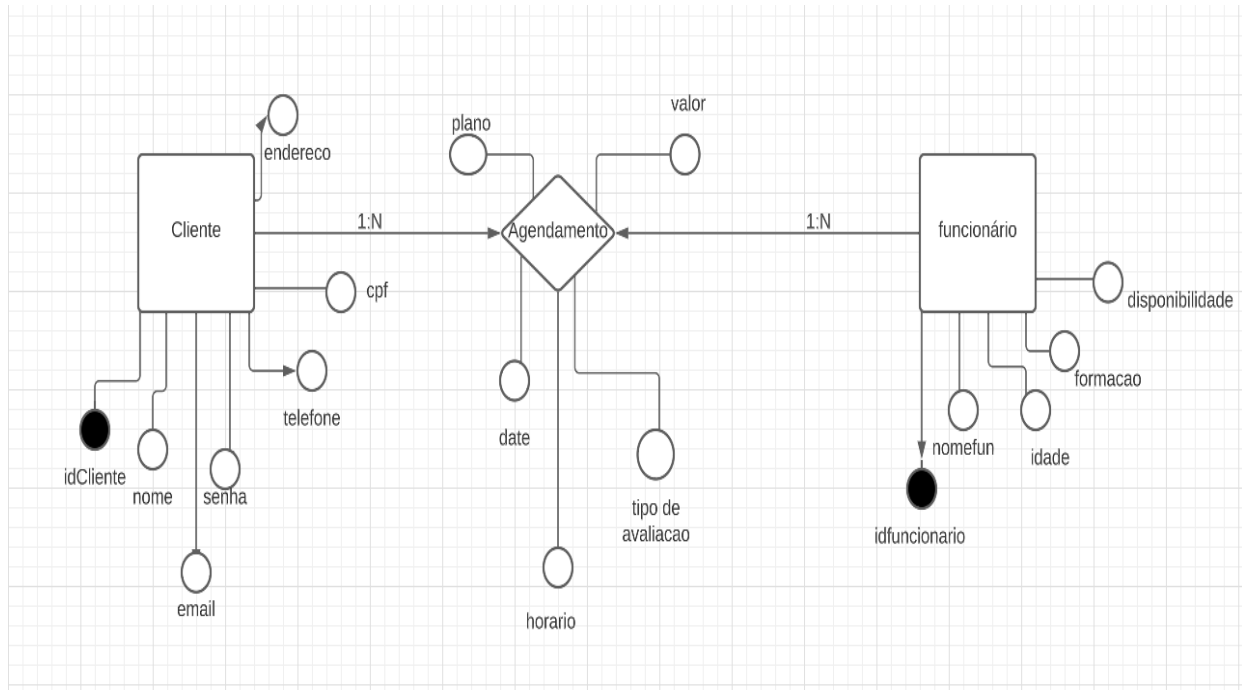 plano
valor
endereco
Cliente
1:N
Agendamento
1:N
funcionário
cpf
disponibilidade
telefone
formacao
date
nomefun
idade
idCliente
nome
senha
tipo de
avaliacao
idfuncionario
email
horario